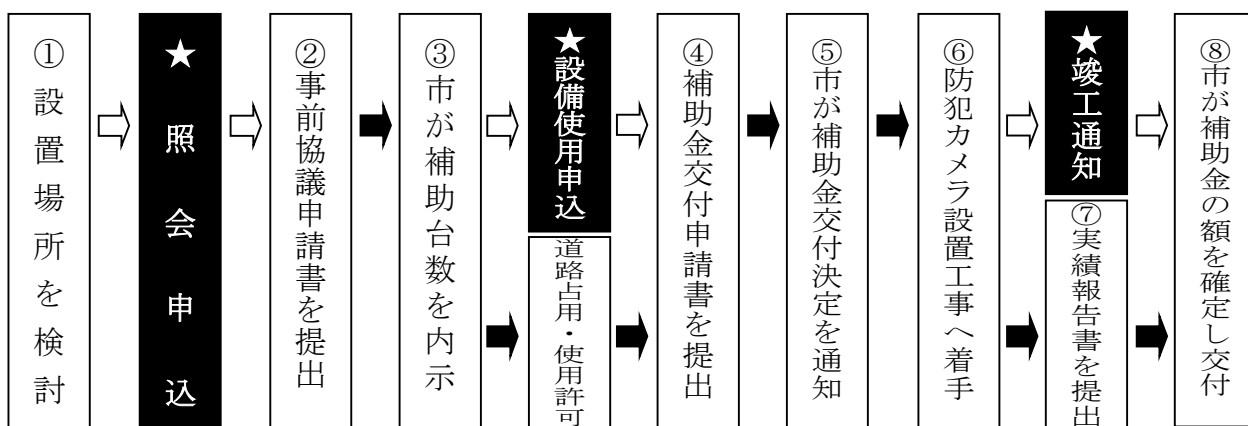 ①設置場所を検討
★照会申込
②事前協議申請書を提出
③市が補助台数を内示
★設備使用申込
道路占用・使用許可
④補助金交付申請書を提出
⑤市が補助金交付決定を通知
⑥防犯カメラ設置工事へ着手
★竣工通知
⑦実績報告書を提出
⑧市が補助金の額を確定し交付